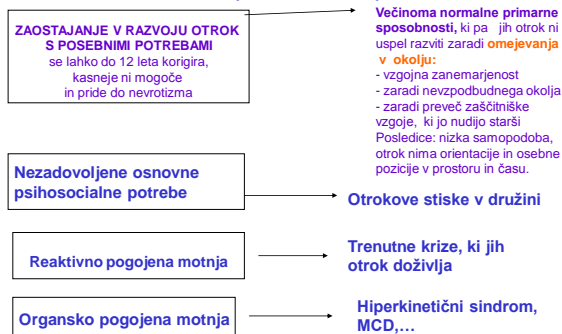 ZAOSTAJANJE V RAZVOJU OTROK
S POSEBNIMI POTREBAMI
se lahko do 12 leta korigira,
kasneje ni mogoče
in pride do nevrotizma
Večinoma normalne primarne
sposobnosti, ki pa jih otrok ni
uspel razviti zaradi omejevanja
v okolju:
- vzgojna zanemarjenost
- zaradi nevzpodbudnega okolja
- zaradi preveč zaščitniške
vzgoje, ki jo nudijo starši
Posledice: nizka samopodoba,
otrok nima orientacije in osebne
pozicije v prostoru in času.
Nezadovoljene osnovne
psihosocialne potrebe
Otrokove stiske v družini
Reaktivno pogojena motnja
Trenutne krize, ki jih
otrok doživlja
Organsko pogojena motnja
Hiperkinetični sindrom,
MCD,…